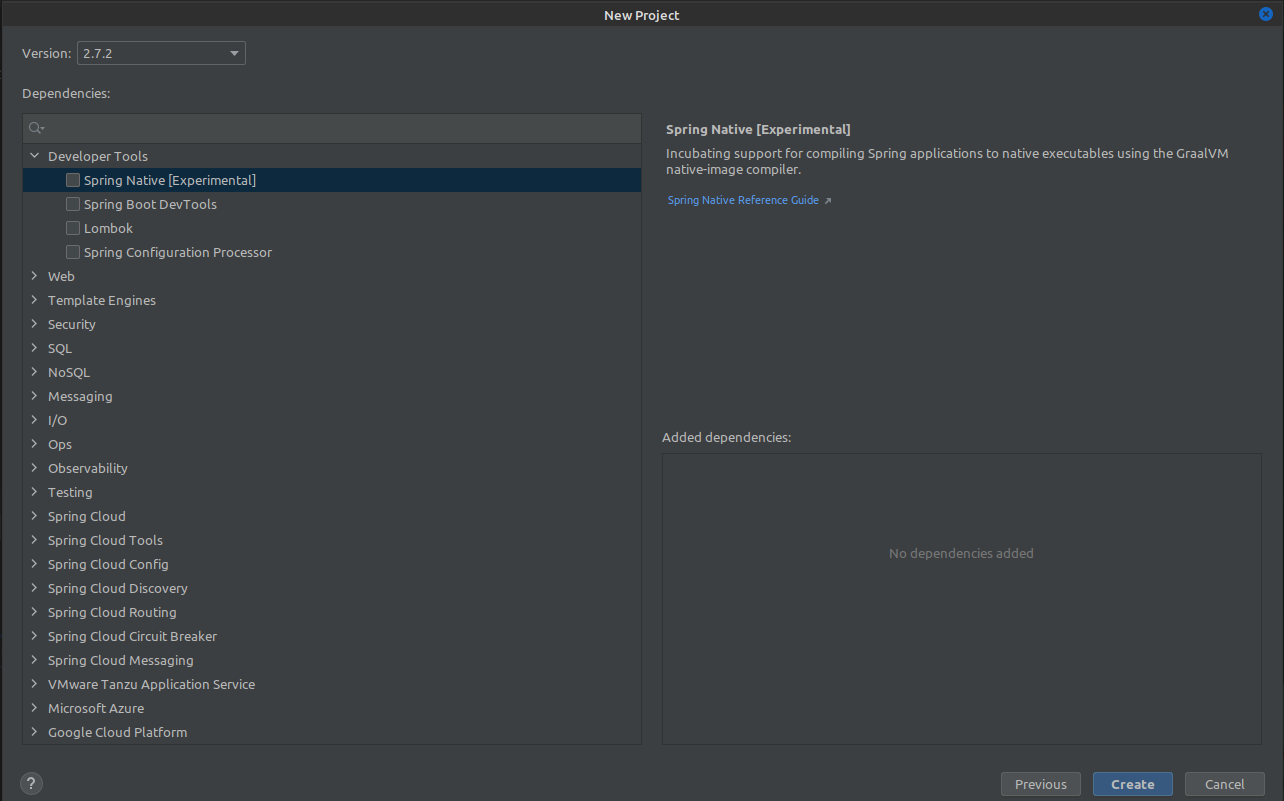 New Project
Version: 2.7.2
Dependencies:
Developer Tools
Spring Native [Experimental]
Spring Boot DevTools
Lombok
Spring Configuration Processor
Web
Template Engines
Security
SQL
NoSQL
Messaging
I/O
Ops
Observability
Testing
Spring Cloud
Spring Cloud Tools
Spring Cloud Config
Spring Cloud Discovery
Spring Cloud Routing
Spring Cloud Circuit Breaker
Spring Cloud Messaging
VMware Tanzu Application Service
Microsoft Azure
Google Cloud Platform
Spring Native [Experimental]
Incubating support for compiling Spring applications to native executables using the GraalVM
native-image compiler.
Spring Native Reference Guide
Added dependencies:
No dependencies added
?
Previous
Create
Cancel